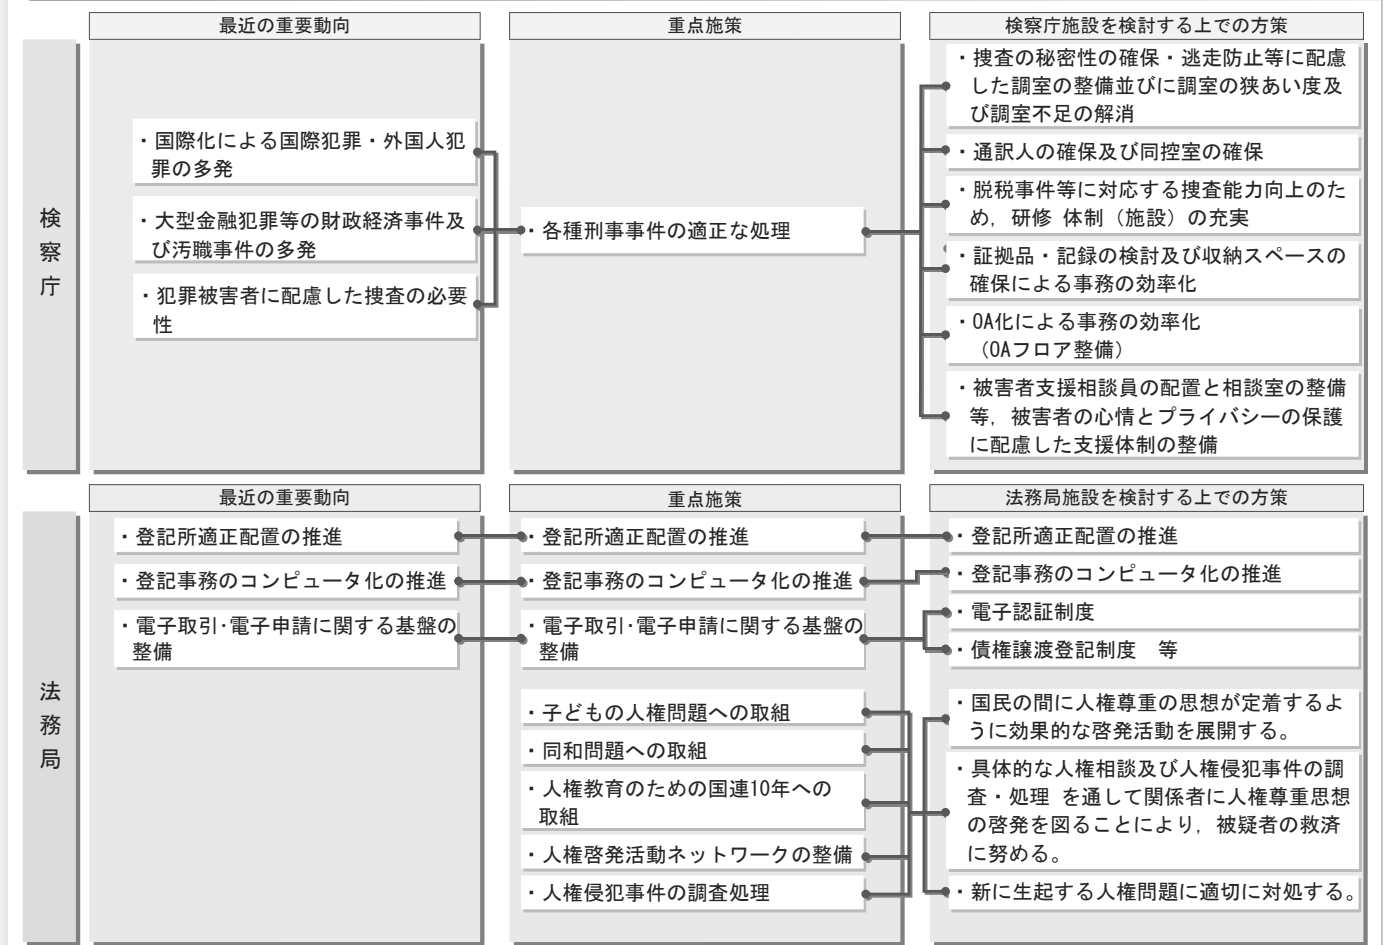 最近の重要動向
重点施策
検察庁施設を検討する上での方策
検察庁
・国際化による国際犯罪・外国人犯
罪の多発
・大型金融犯罪等の財政経済事件及
び汚職事件の多発
・犯罪被害者に配慮した捜査の必要
性
・各種刑事事件の適正な処理
・捜査の秘密性の確保・逃走防止等に配慮
した調室の整備並びに調室の狭あい度及
び調室不足の解消
・通訳人の確保及び同控室の確保
・脱税事件等に対応する捜査能力向上のた
め，研修 体制（施設）の充実
・証拠品・記録の検討及び収納スペースの
確保による事務の効率化
・OA化による事務の効率化
（OAフロア整備）
・被害者支援相談員の配置と相談室の整備
等，被害者の心情とプライバシーの保護
に配慮した支援体制の整備
最近の重要動向
重点施策
法務局施設を検討する上での方策
法務局
・登記所適正配置の推進
・登記事務のコンピュータ化の推進
・電子取引・電子申請に関する基盤の
整備
・登記所適正配置の推進
・登記事務のコンピュータ化の推進
・電子取引・電子申請に関する基盤の
整備
・子どもの人権問題への取組
・同和問題への取組
・人権教育のための国連10年への
取組
・人権啓発活動ネットワークの整備
・人権侵犯事件の調査処理
・登記所適正配置の推進
・登記事務のコンピュータ化の推進
・電子認証制度
・債権譲渡登記制度　等
・国民の間に人権尊重の思想が定着するよ
うに効果的な啓発活動を展開する。
・具体的な人権相談及び人権侵犯事件の調
査・処理 を通して関係者に人権尊重思想
の啓発を図ることにより，被疑者の救済
に努める。
・新に生起する人権問題に適切に対処する。